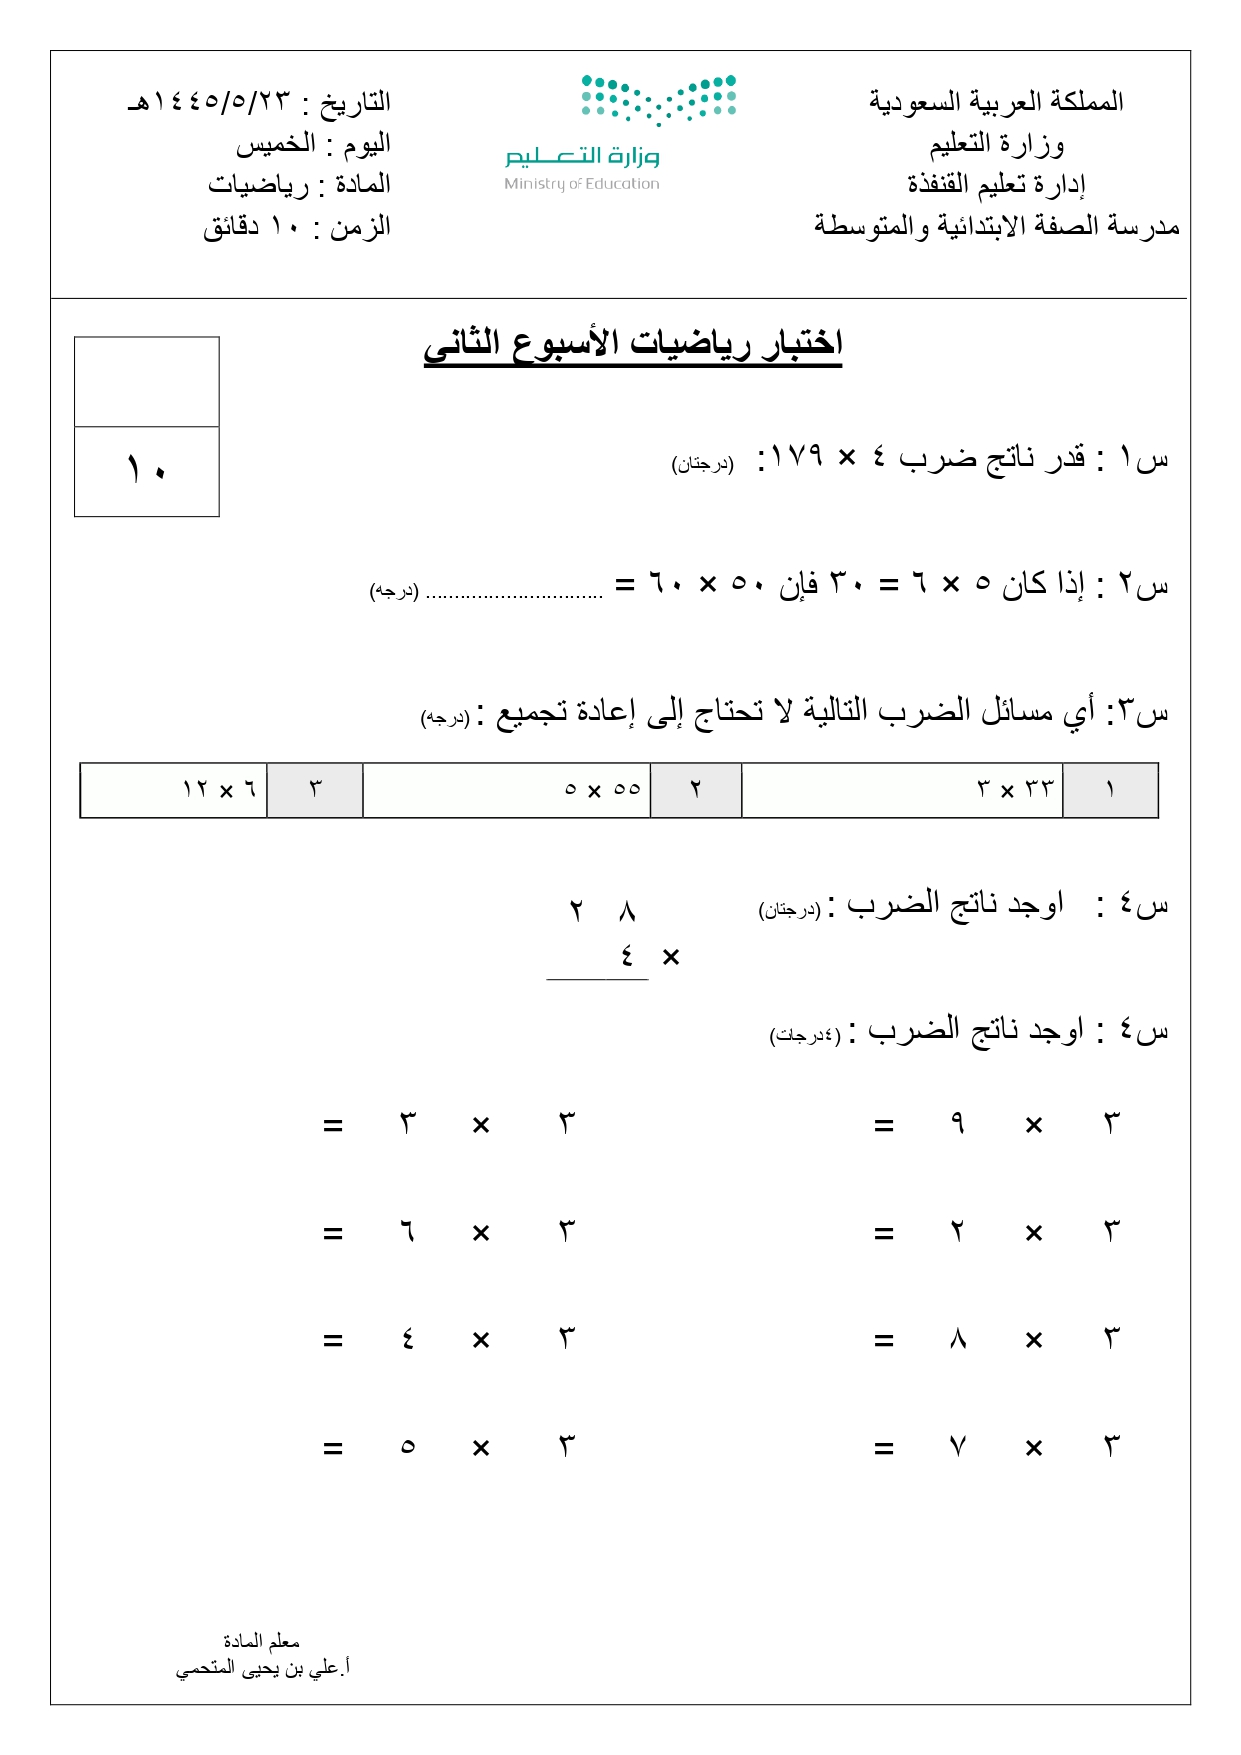 المملكة العربية السعودية
وزارة التعليم
إدارة تعليم القنفذة
مدرسة الصفة الابتدائية والمتوسطة
وزارة التعليم
Ministry of Education
التاريخ : ١٤٤٥/٥/٢٣هـ
اليوم : الخميس
المادة : رياضيات
الزمن : ١٠ دقائق
اختبار رياضيات الأسبوع الثاني
١٠
س١ : قدر ناتج ضرب ٤ × ١٧٩: (درجتان)
س٢ : إذا كان ٥ × ٦ = ٣٠ فإن ٥٠ × ٦٠ = ............................... (درجه)
س٣: أي مسائل الضرب التالية لا تحتاج إلى إعادة تجميع : (درجه)
١ ٣٣ × ٣ ٢ ٥٥ × ٥ ٣ ٦ × ١٢
س٤ : اوجد ناتج الضرب : (درجتان)
٢ ٨
× ٤
س٤ : اوجد ناتج الضرب : (٤درجات)
٣ × ٩ = ٣ × ٣ =
٣ × ٢ = ٣ × ٦ =
٣ × ٨ = ٣ × ٤ =
٣ × ٧ = ٣ × ٥ =
معلم المادة
أ.علي بن يحيى المتحمي